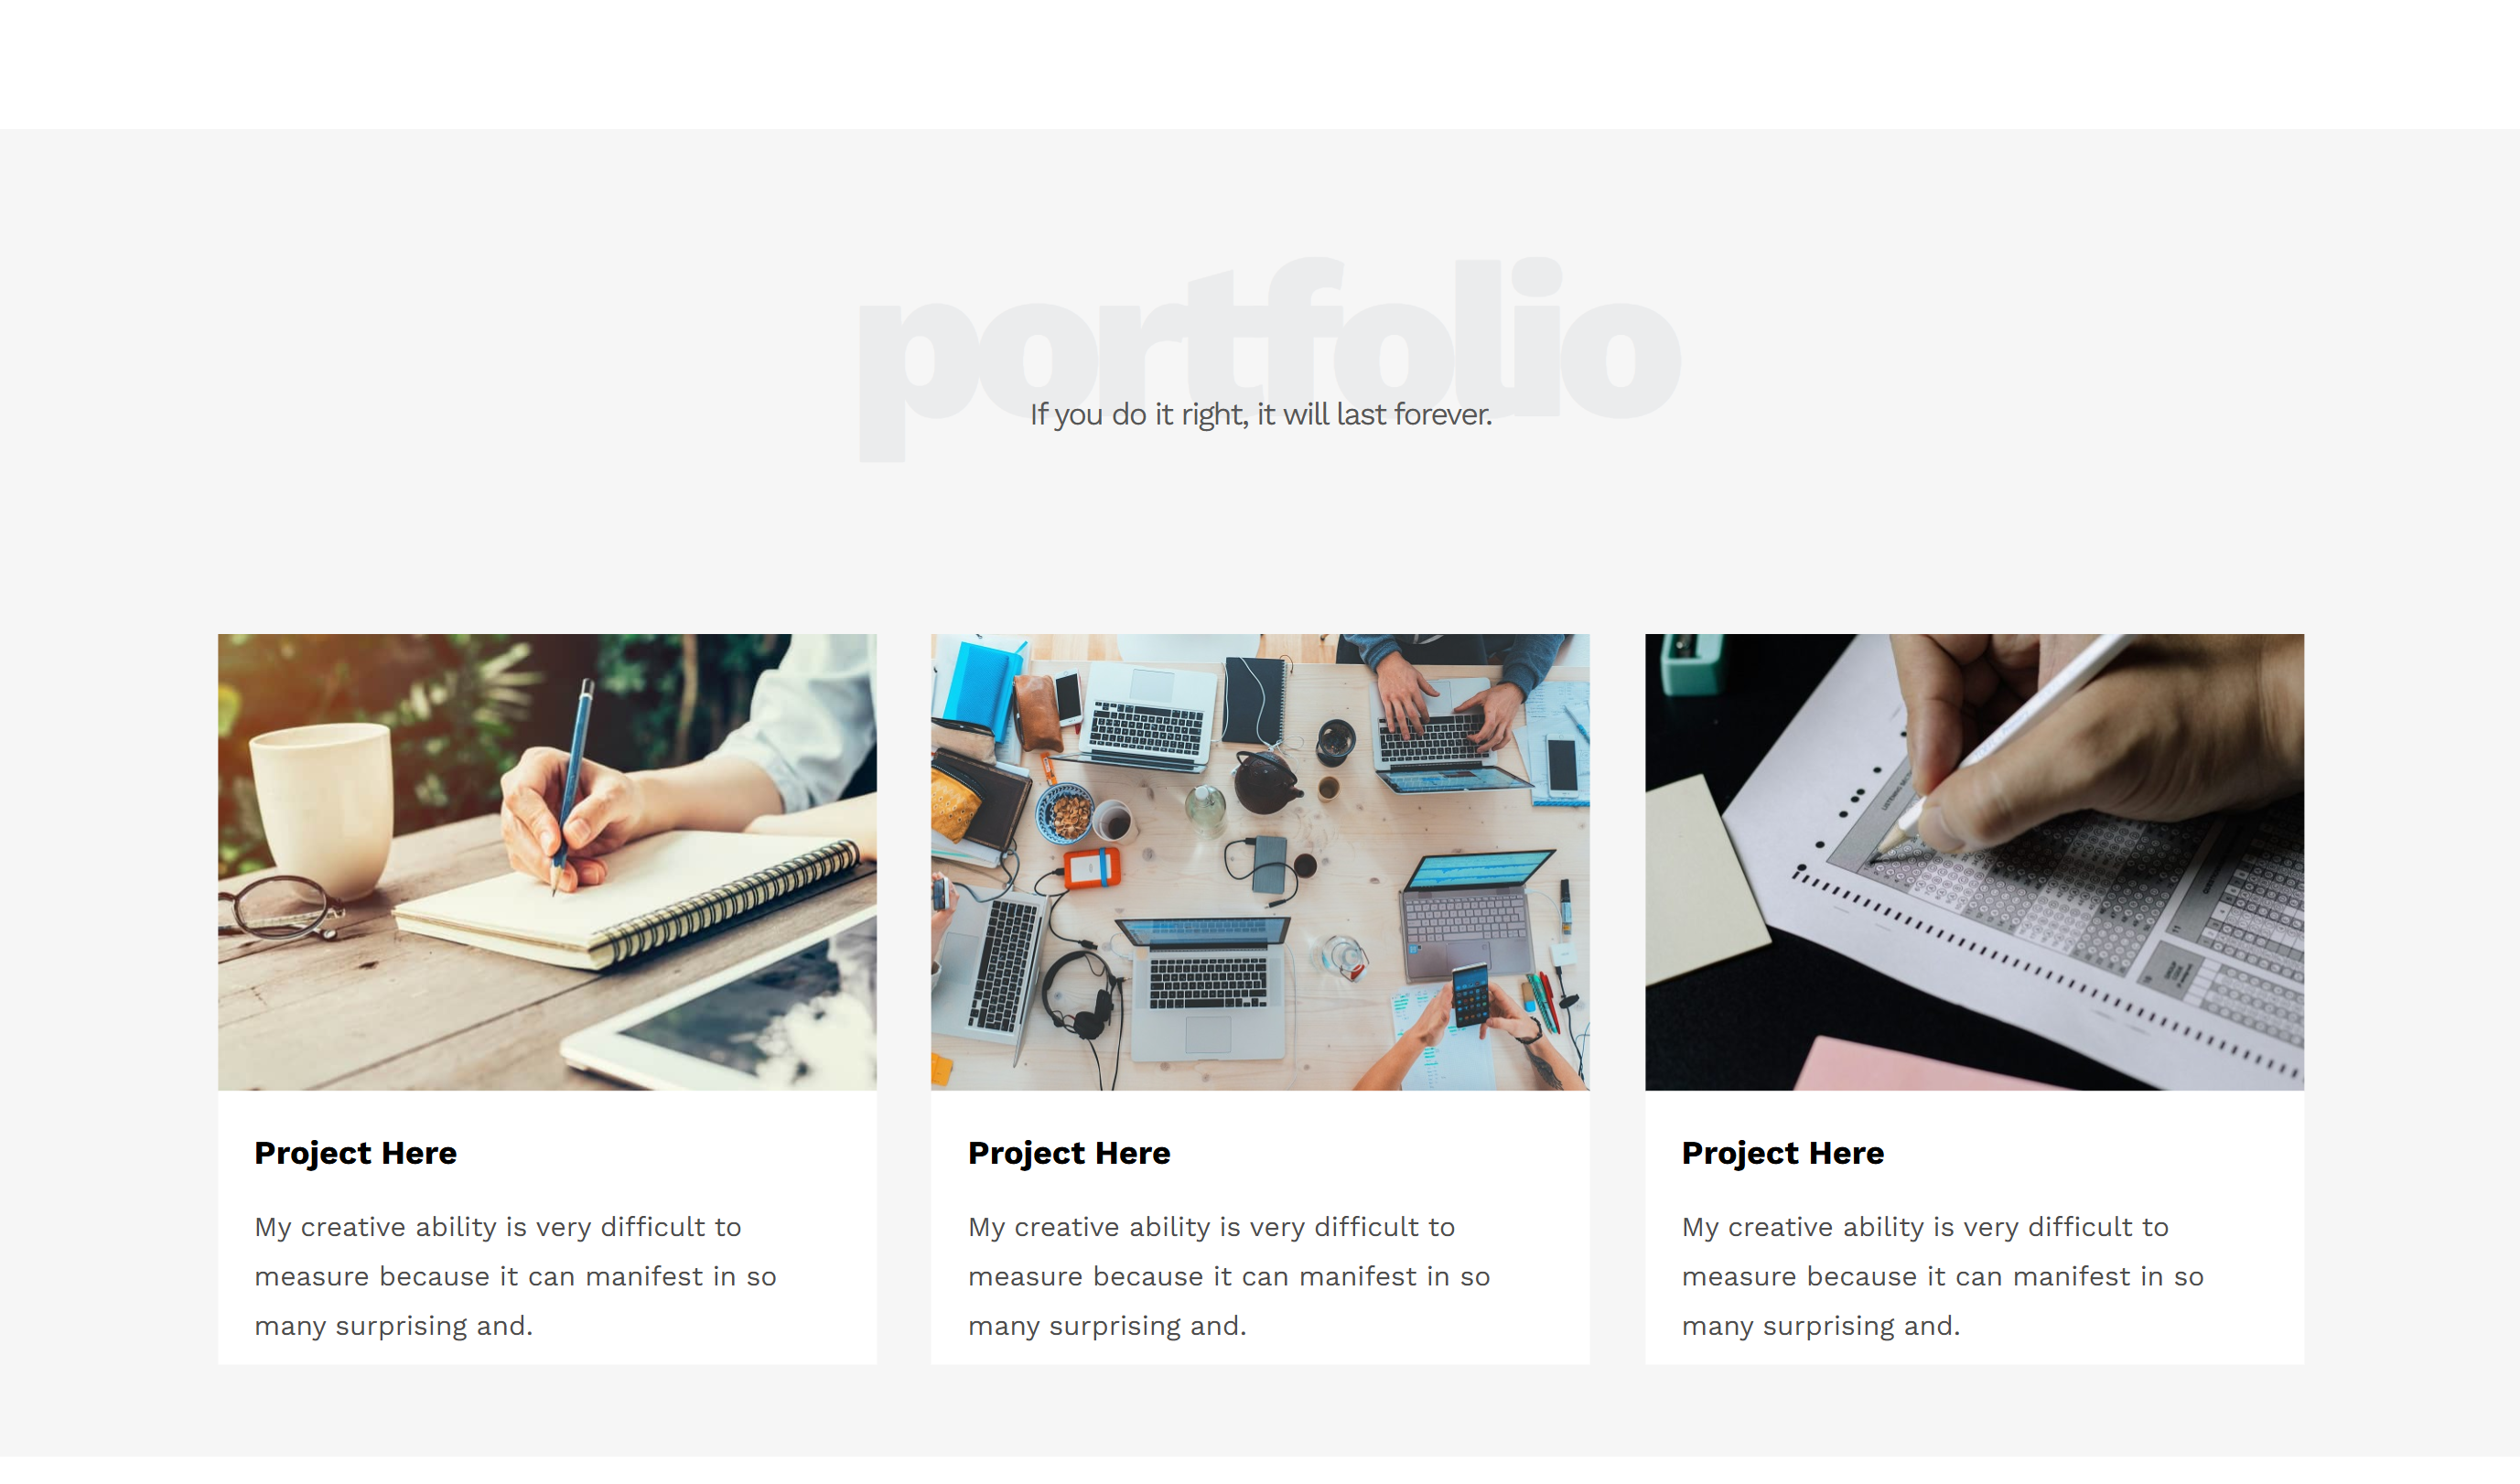 portfolio
If you do it right, it will last forever.
Project Here
My creative ability is very difficult to
measure because it can manifest in so
many surprising and.
Project Here
My creative ability is very difficult to
measure because it can manifest in so
many surprising and.
Project Here
My creative ability is very difficult to
measure because it can manifest in so
many surprising and.